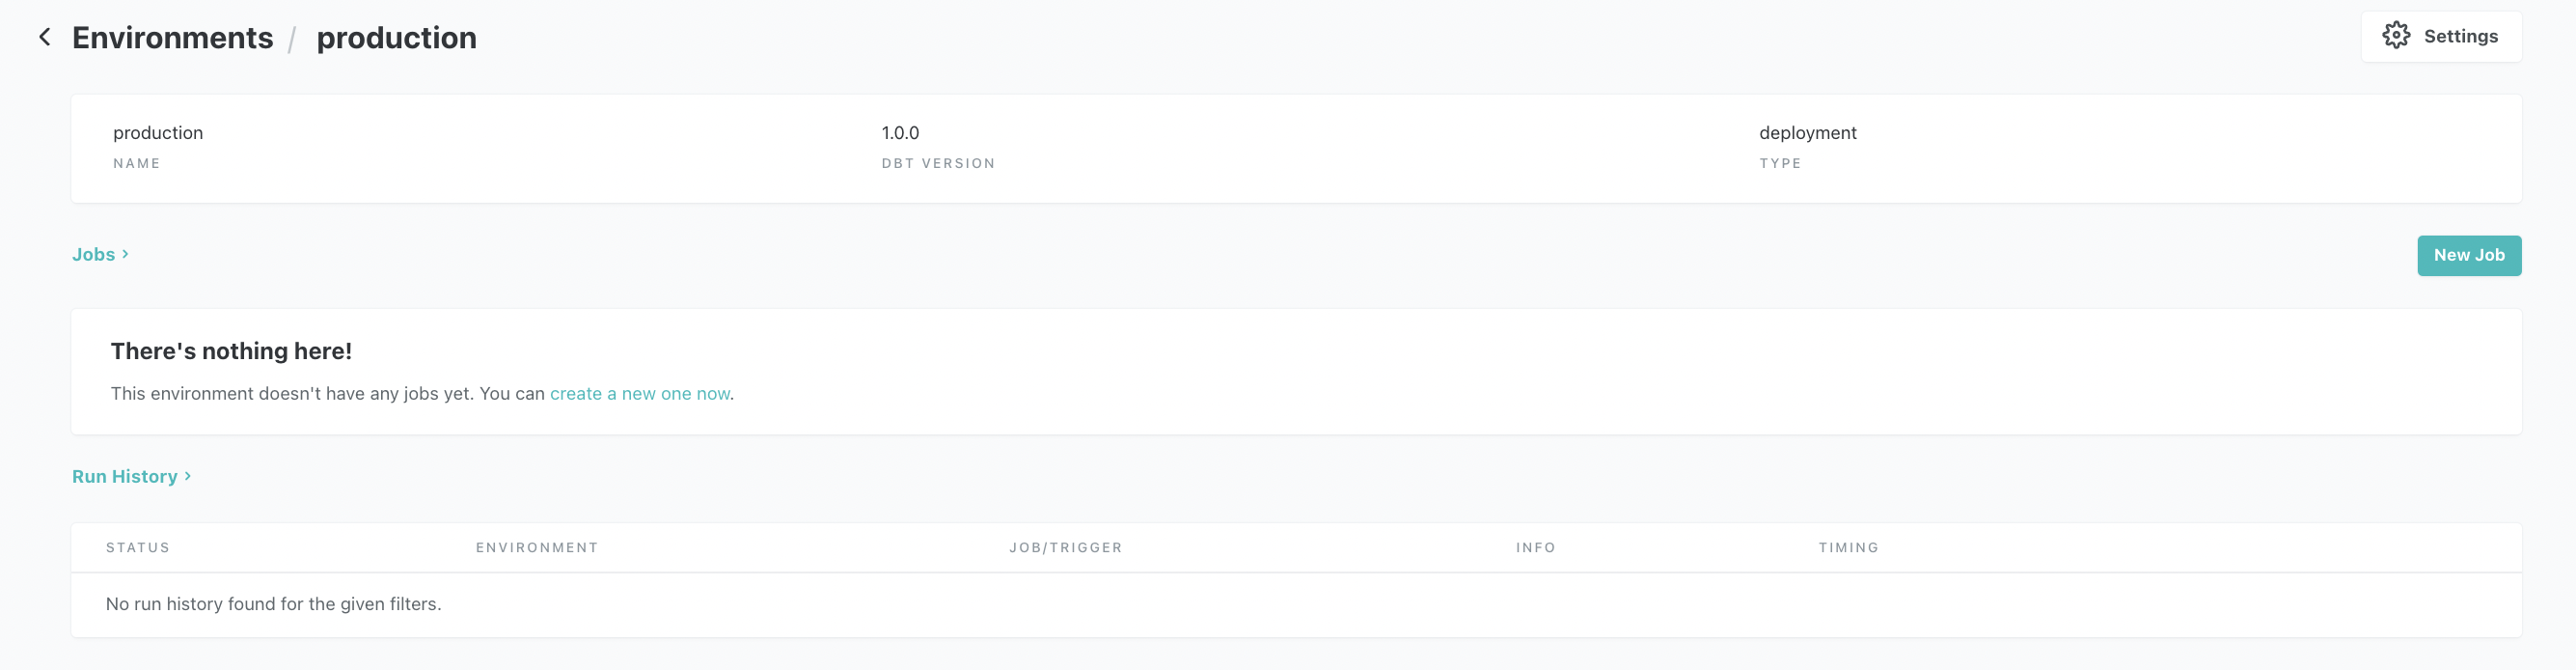 Environments / production
Settings
production 1.0.0 deployment
NAME DBT VERSION TYPE
Jobs >
New Job
There's nothing here!
This environment doesn't have any jobs yet. You can create a new one now.
Run History >
STATUS ENVIRONMENT JOB/TRIGGER INFO TIMING
No run history found for the given filters.